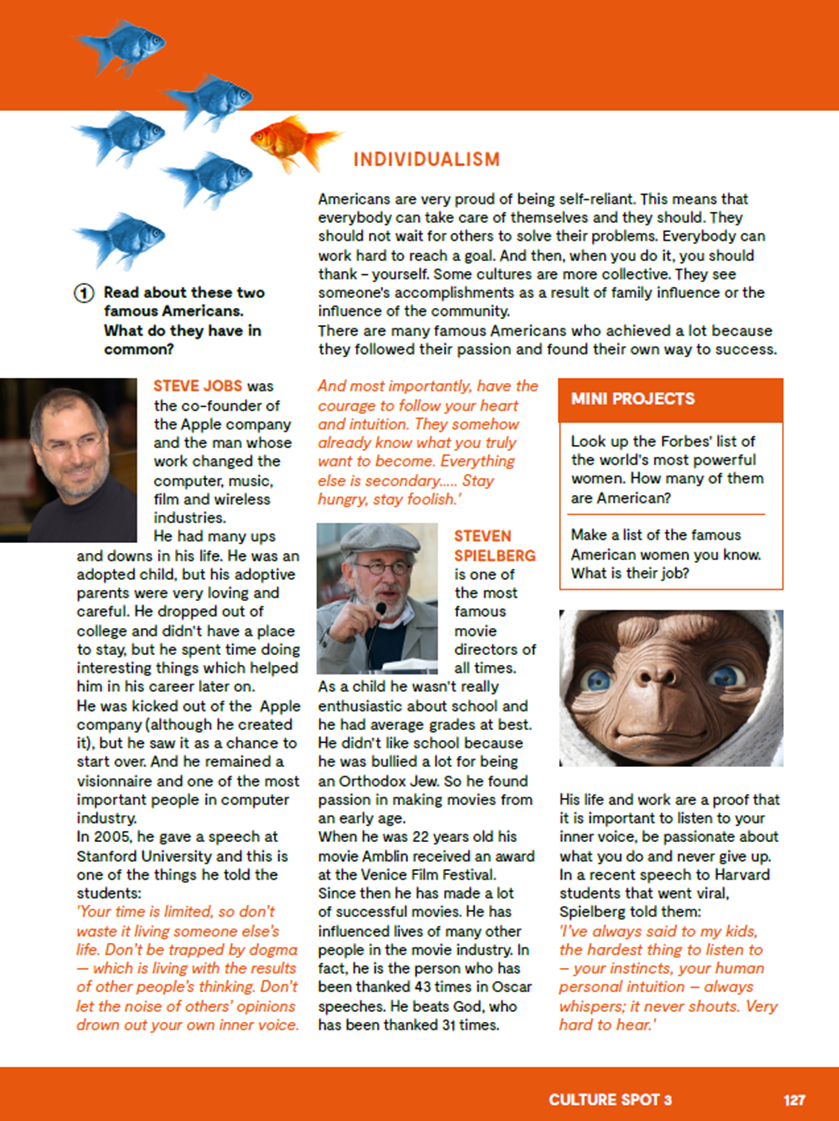 INDIVIDUALISM
Americans are very proud of being self-reliant. This means that
everybody can take care of themselves and they should. They
should not wait for others to solve their problems. Everybody can
work hard to reach a goal. And then, when you do it, you should
thank – yourself. Some cultures are more collective. They see
someone's accomplishments as a result of family influence or the
influence of the community.
There are many famous Americans who achieved a lot because
they followed their passion and found their own way to success.
1 Read about these two
famous Americans.
What do they have in
common?
STEVE JOBS was
the co-founder of
the Apple company
and the man whose
work changed the
computer, music,
film and wireless
industries.
He had many ups
and downs in his life. He was an
adopted child, but his adoptive
parents were very loving and
careful. He dropped out of
college and didn't have a place
to stay, but he spent time doing
interesting things which helped
him in his career later on.
He was kicked out of the Apple
company (although he created
it), but he saw it as a chance to
start over. And he remained a
visionnaire and one of the most
important people in computer
industry.
In 2005, he gave a speech at
Stanford University and this is
one of the things he told the
students:
'Your time is limited, so don't
waste it living someone else's
life. Don't be trapped by dogma
— which is living with the results
of other people's thinking. Don't
let the noise of others' opinions
drown out your own inner voice.
And most importantly, have the
courage to follow your heart
and intuition. They somehow
already know what you truly
want to become. Everything
else is secondary..... Stay
hungry, stay foolish.'
STEVEN
SPIELBERG
is one of
the most
famous
movie
directors of
all times.
As a child he wasn't really
enthusiastic about school and
he had average grades at best.
He didn't like school because
he was bullied a lot for being
an Orthodox Jew. So he found
passion in making movies from
an early age.
When he was 22 years old his
movie Amblin received an award
at the Venice Film Festival.
Since then he has made a lot
of successful movies. He has
influenced lives of many other
people in the movie industry. In
fact, he is the person who has
been thanked 43 times in Oscar
speeches. He beats God, who
has been thanked 31 times.
MINI PROJECTS
Look up the Forbes' list of
the world's most powerful
women. How many of them
are American?
Make a list of the famous
American women you know.
What is their job?
His life and work are a proof that
it is important to listen to your
inner voice, be passionate about
what you do and never give up.
In a recent speech to Harvard
students that went viral,
Spielberg told them:
'I've always said to my kids,
the hardest thing to listen to
– your instincts, your human
personal intuition – always
whispers; it never shouts. Very
hard to hear.'
CULTURE SPOT 3
127